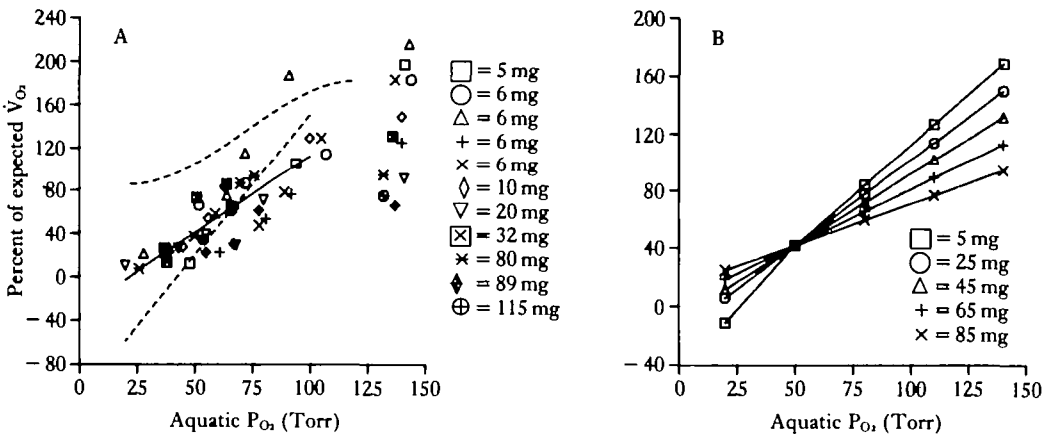 A
Percent of expected V̇O₂
240
200
160
120
80
40
0
− 40
− 80
0
25
50
75
100
125
150
Aquatic PO₂ (Torr)
= 5 mg
= 6 mg
= 6 mg
= 6 mg
= 6 mg
= 10 mg
= 20 mg
= 32 mg
= 80 mg
= 89 mg
= 115 mg
B
200
160
120
80
40
0
− 40
0
25
50
75
100
125
150
Aquatic PO₂ (Torr)
= 5 mg
= 25 mg
= 45 mg
= 65 mg
= 85 mg